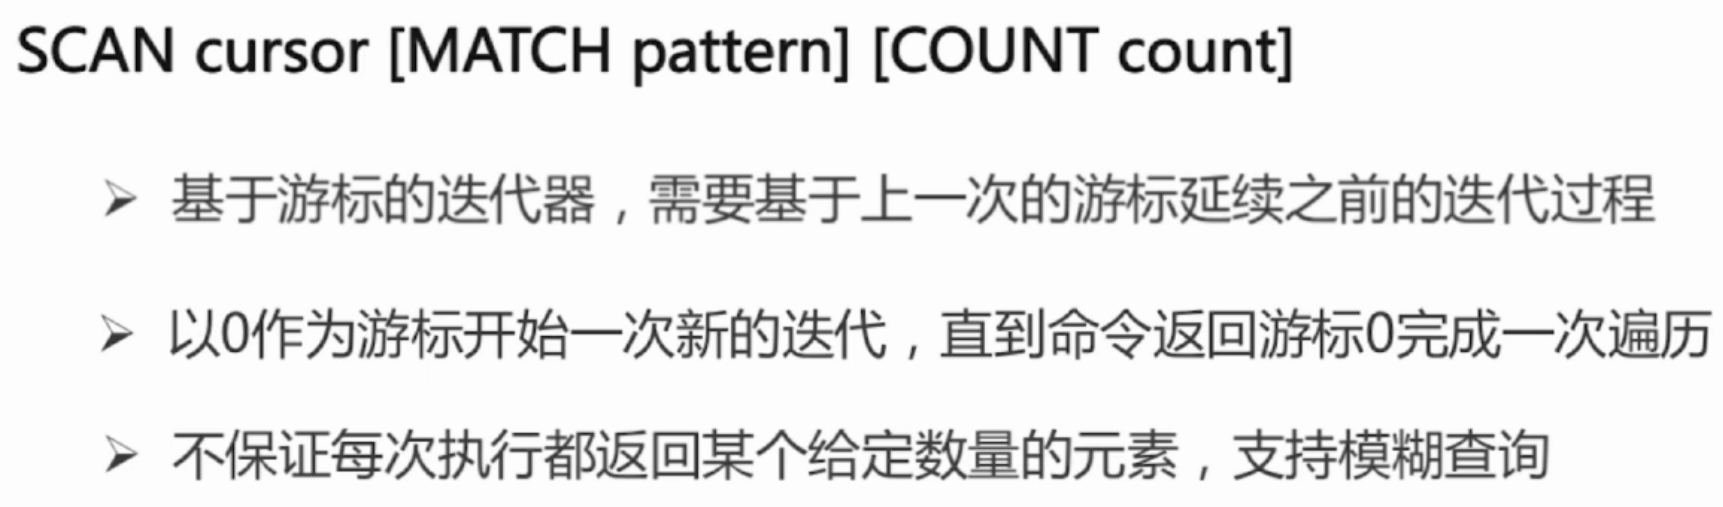 SCAN cursor [MATCH pattern] [COUNT count]
➢ 基于游标的迭代器，需要基于上一次的游标延续之前的迭代过程
➢ 以0作为游标开始一次新的迭代，直到命令返回游标0完成一次遍历
➢ 不保证每次执行都返回某个给定数量的元素，支持模糊查询